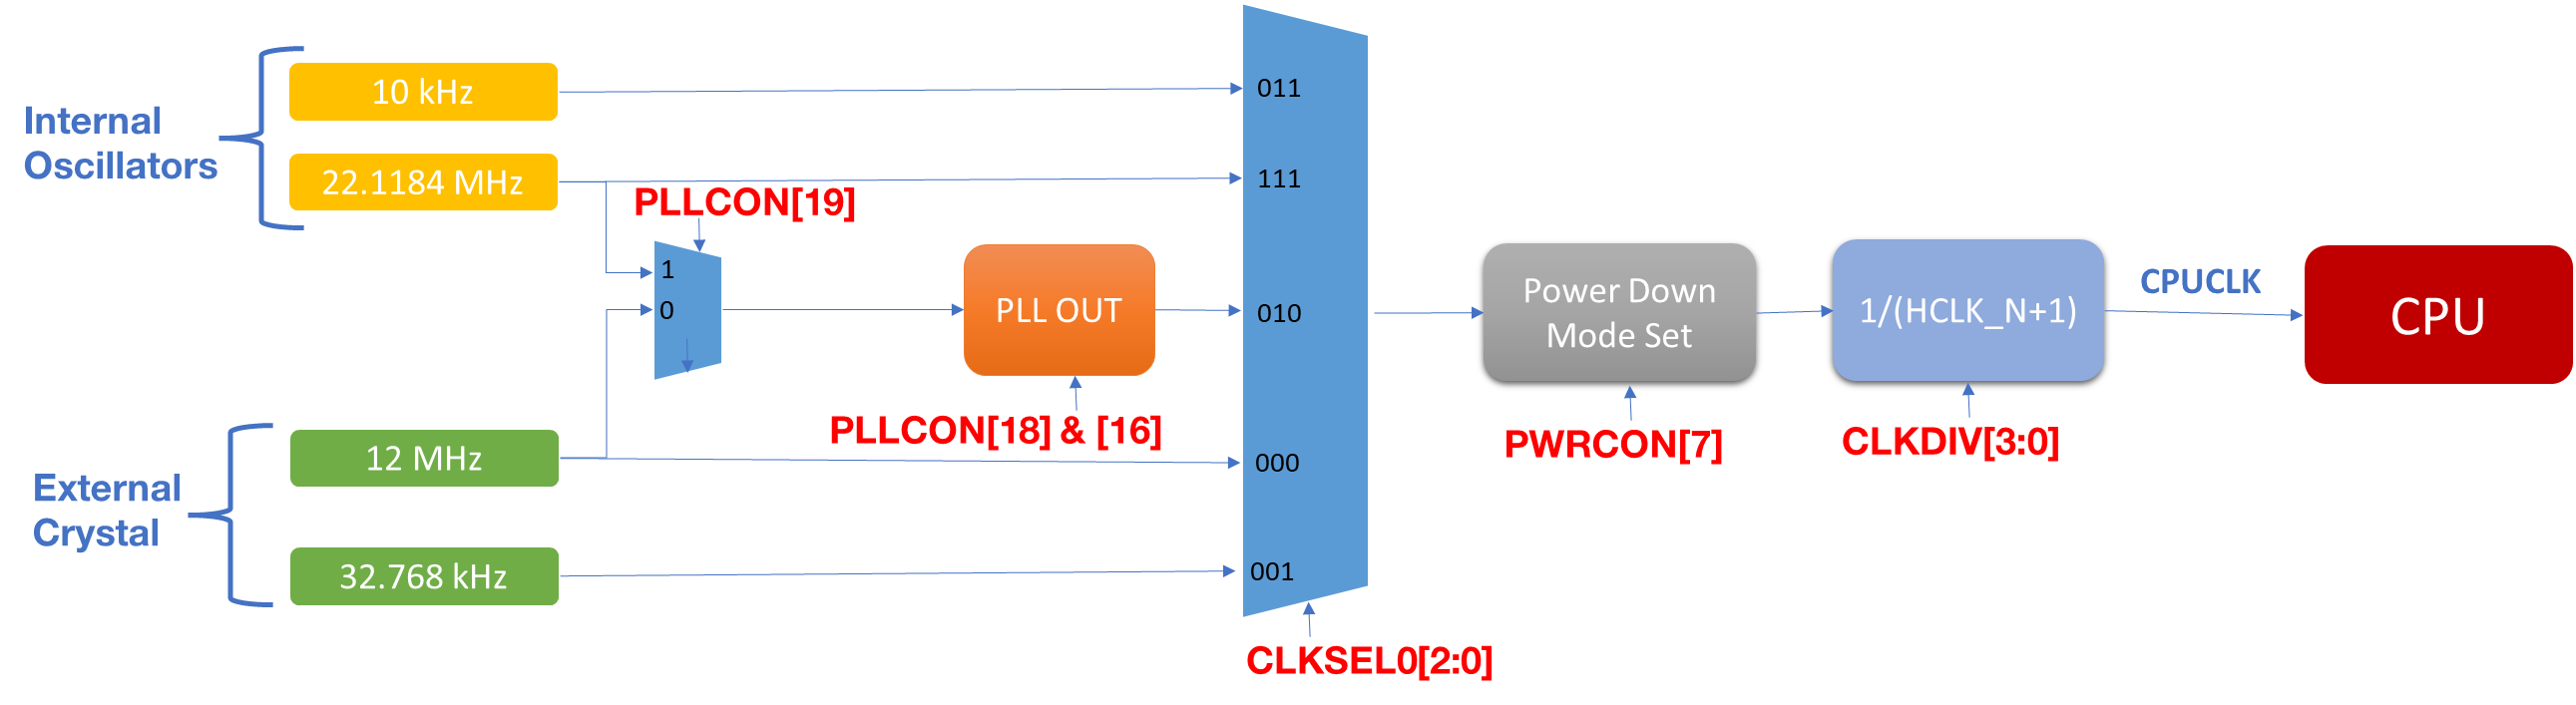 Internal
Oscillators
10 kHz
22.1184 MHz
PLLCON[19]
1
0
PLL OUT
PLLCON[18] & [16]
External
Crystal
12 MHz
32.768 kHz
011
111
010
000
001
CLKSEL0[2:0]
Power Down
Mode Set
PWRCON[7]
1/(HCLK_N+1)
CLKDIV[3:0]
CPUCLK
CPU